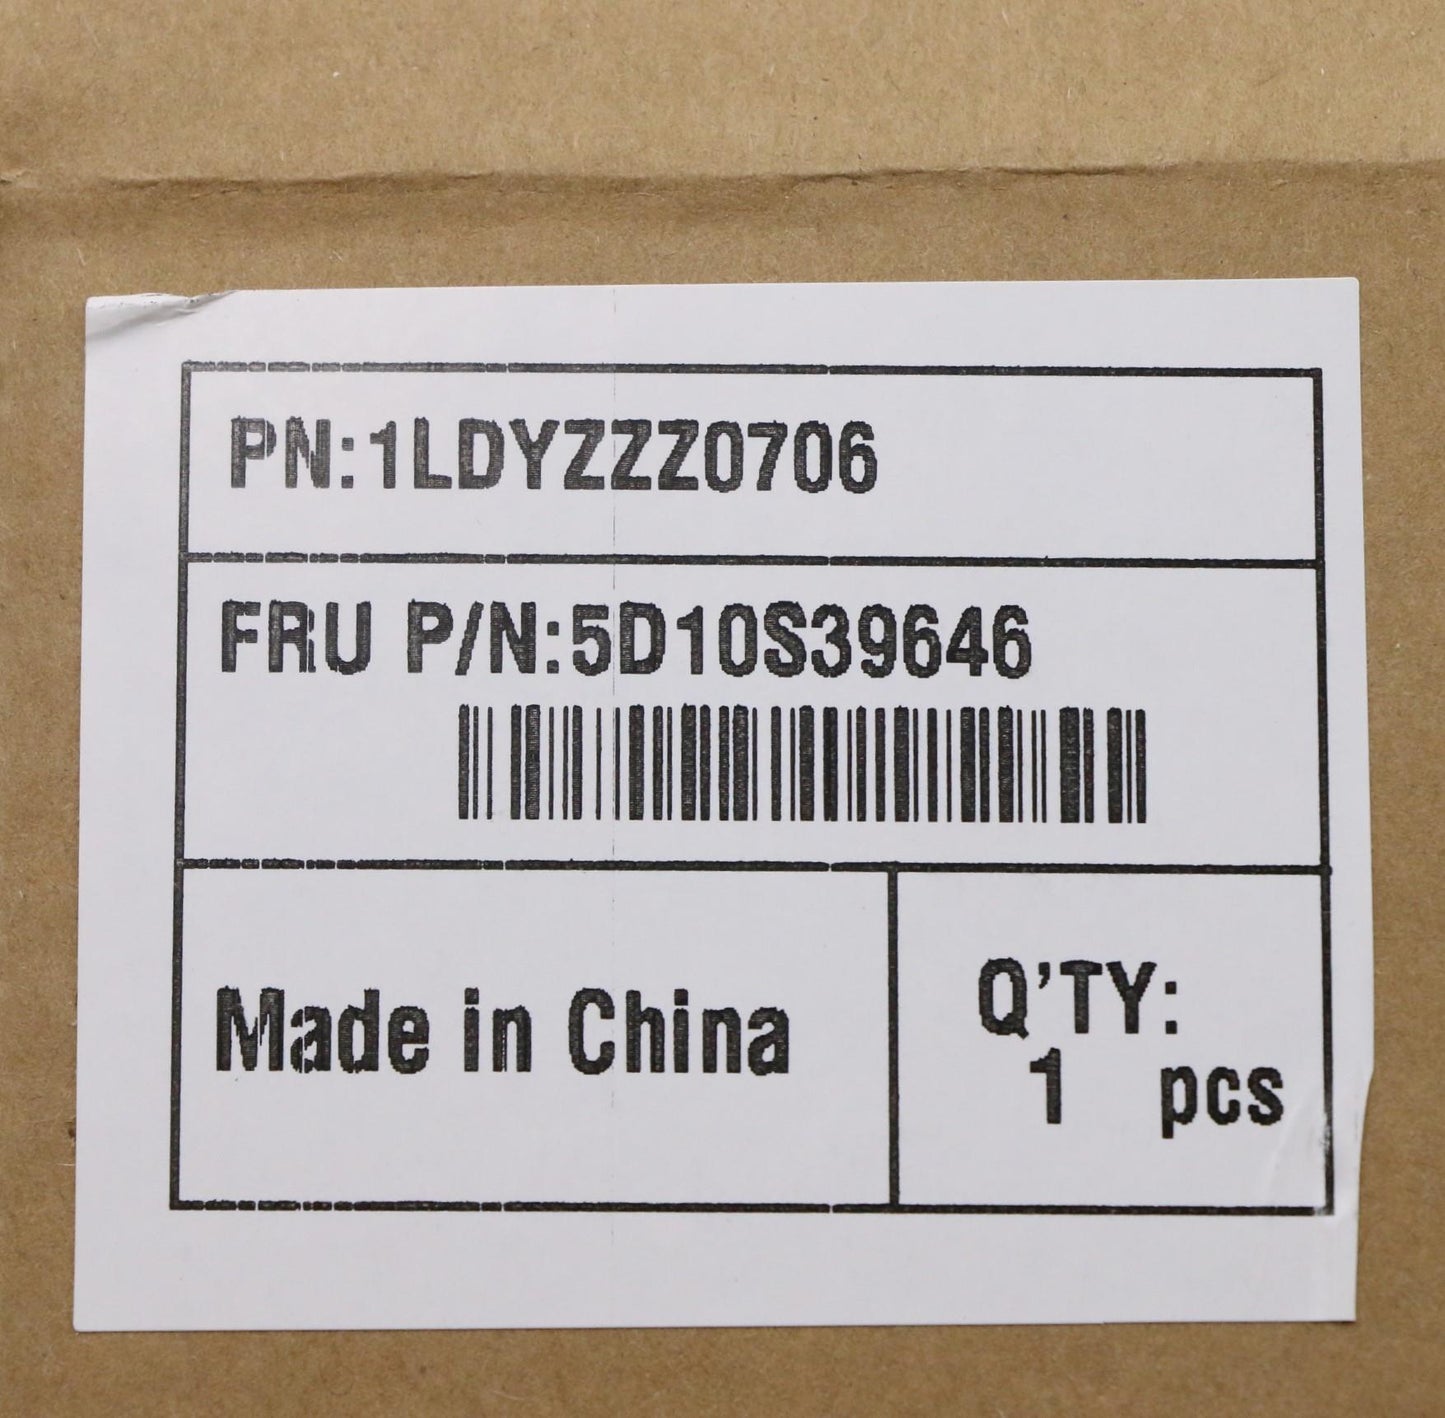 PN:1LDYZZZ0706
FRU P/N:5D10S39646
Made in China
Q'TY:
1 pcs